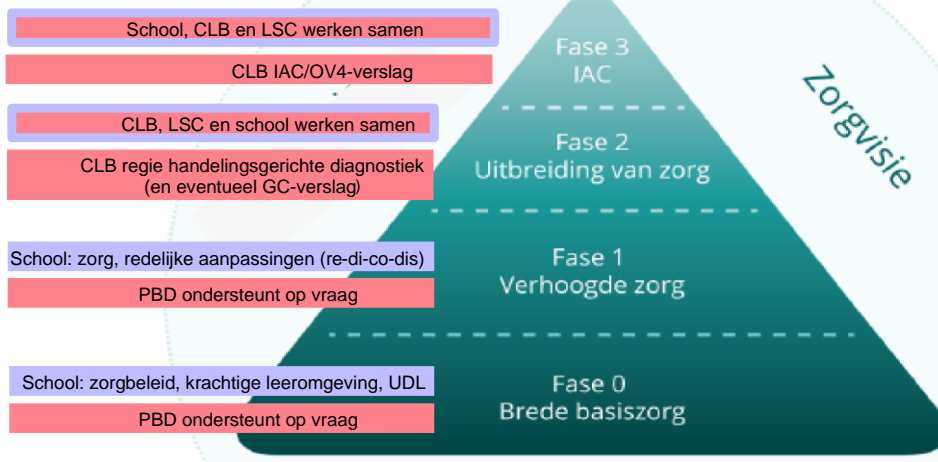 School, CLB en LSC werken samen
CLB IAC/OV4-verslag
Fase 3
IAC
CLB, LSC en school werken samen
CLB regie handelingsgerichte diagnostiek
(en eventueel GC-verslag)
Fase 2
Uitbreiding van zorg
School: zorg, redelijke aanpassingen (re-di-co-dis)
PBD ondersteunt op vraag
Fase 1
Verhoogde zorg
School: zorgbeleid, krachtige leeromgeving, UDL
PBD ondersteunt op vraag
Fase 0
Brede basiszorg
Zorgvisie